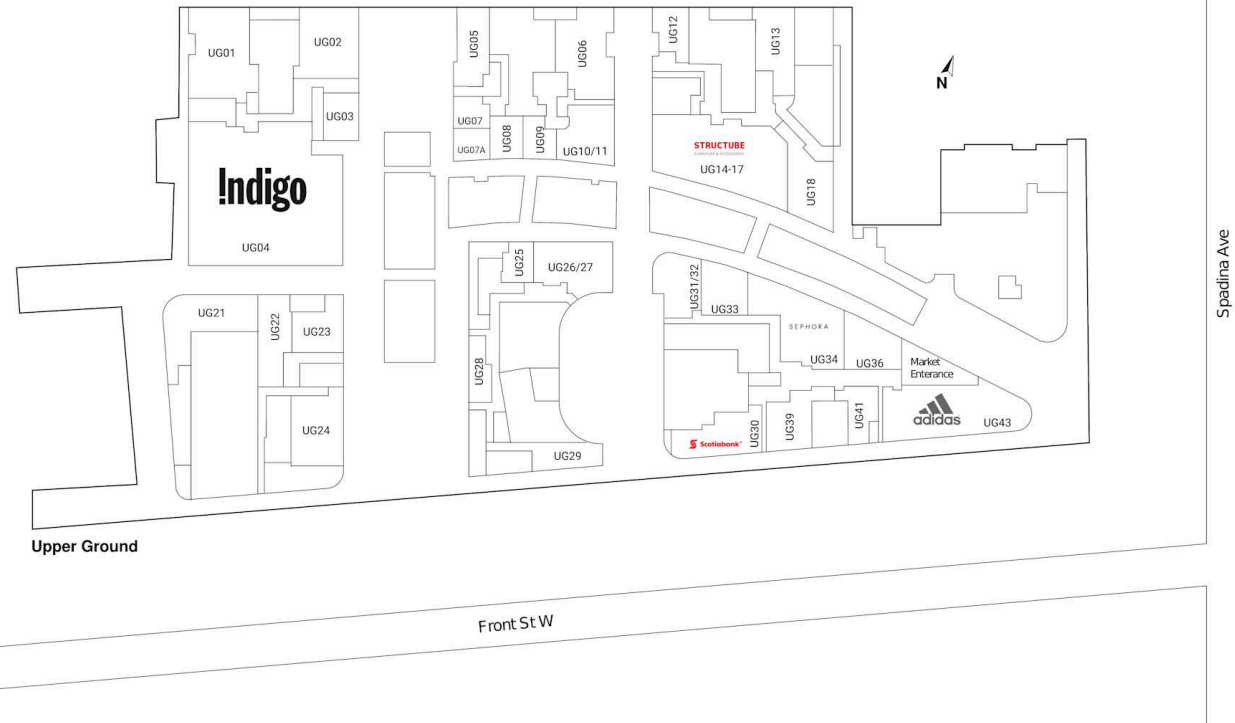 UG01
UG02
UG03
Indigo
UG04
UG05
UG06
UG07
UG07A
UG08
UG09
UG10/11
UG12
UG13
STRUCTUBE
UG14-17
UG18
N
Spadina Ave
UG21
UG22
UG23
UG24
UG25
UG26/27
UG28
UG29
UG31/32
UG33
SEPHORA
UG34
UG36
Market
Enterance
Scotiabank
UG30
UG39
UG41
adidas
UG43
Upper Ground
Front St W